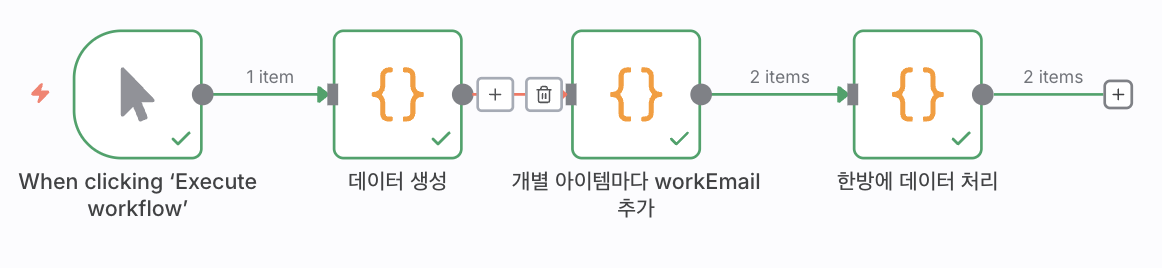 1 item
2 items
2 items
When clicking ‘Execute
workflow’
데이터 생성
개별 아이템마다 workEmail
추가
한방에 데이터 처리